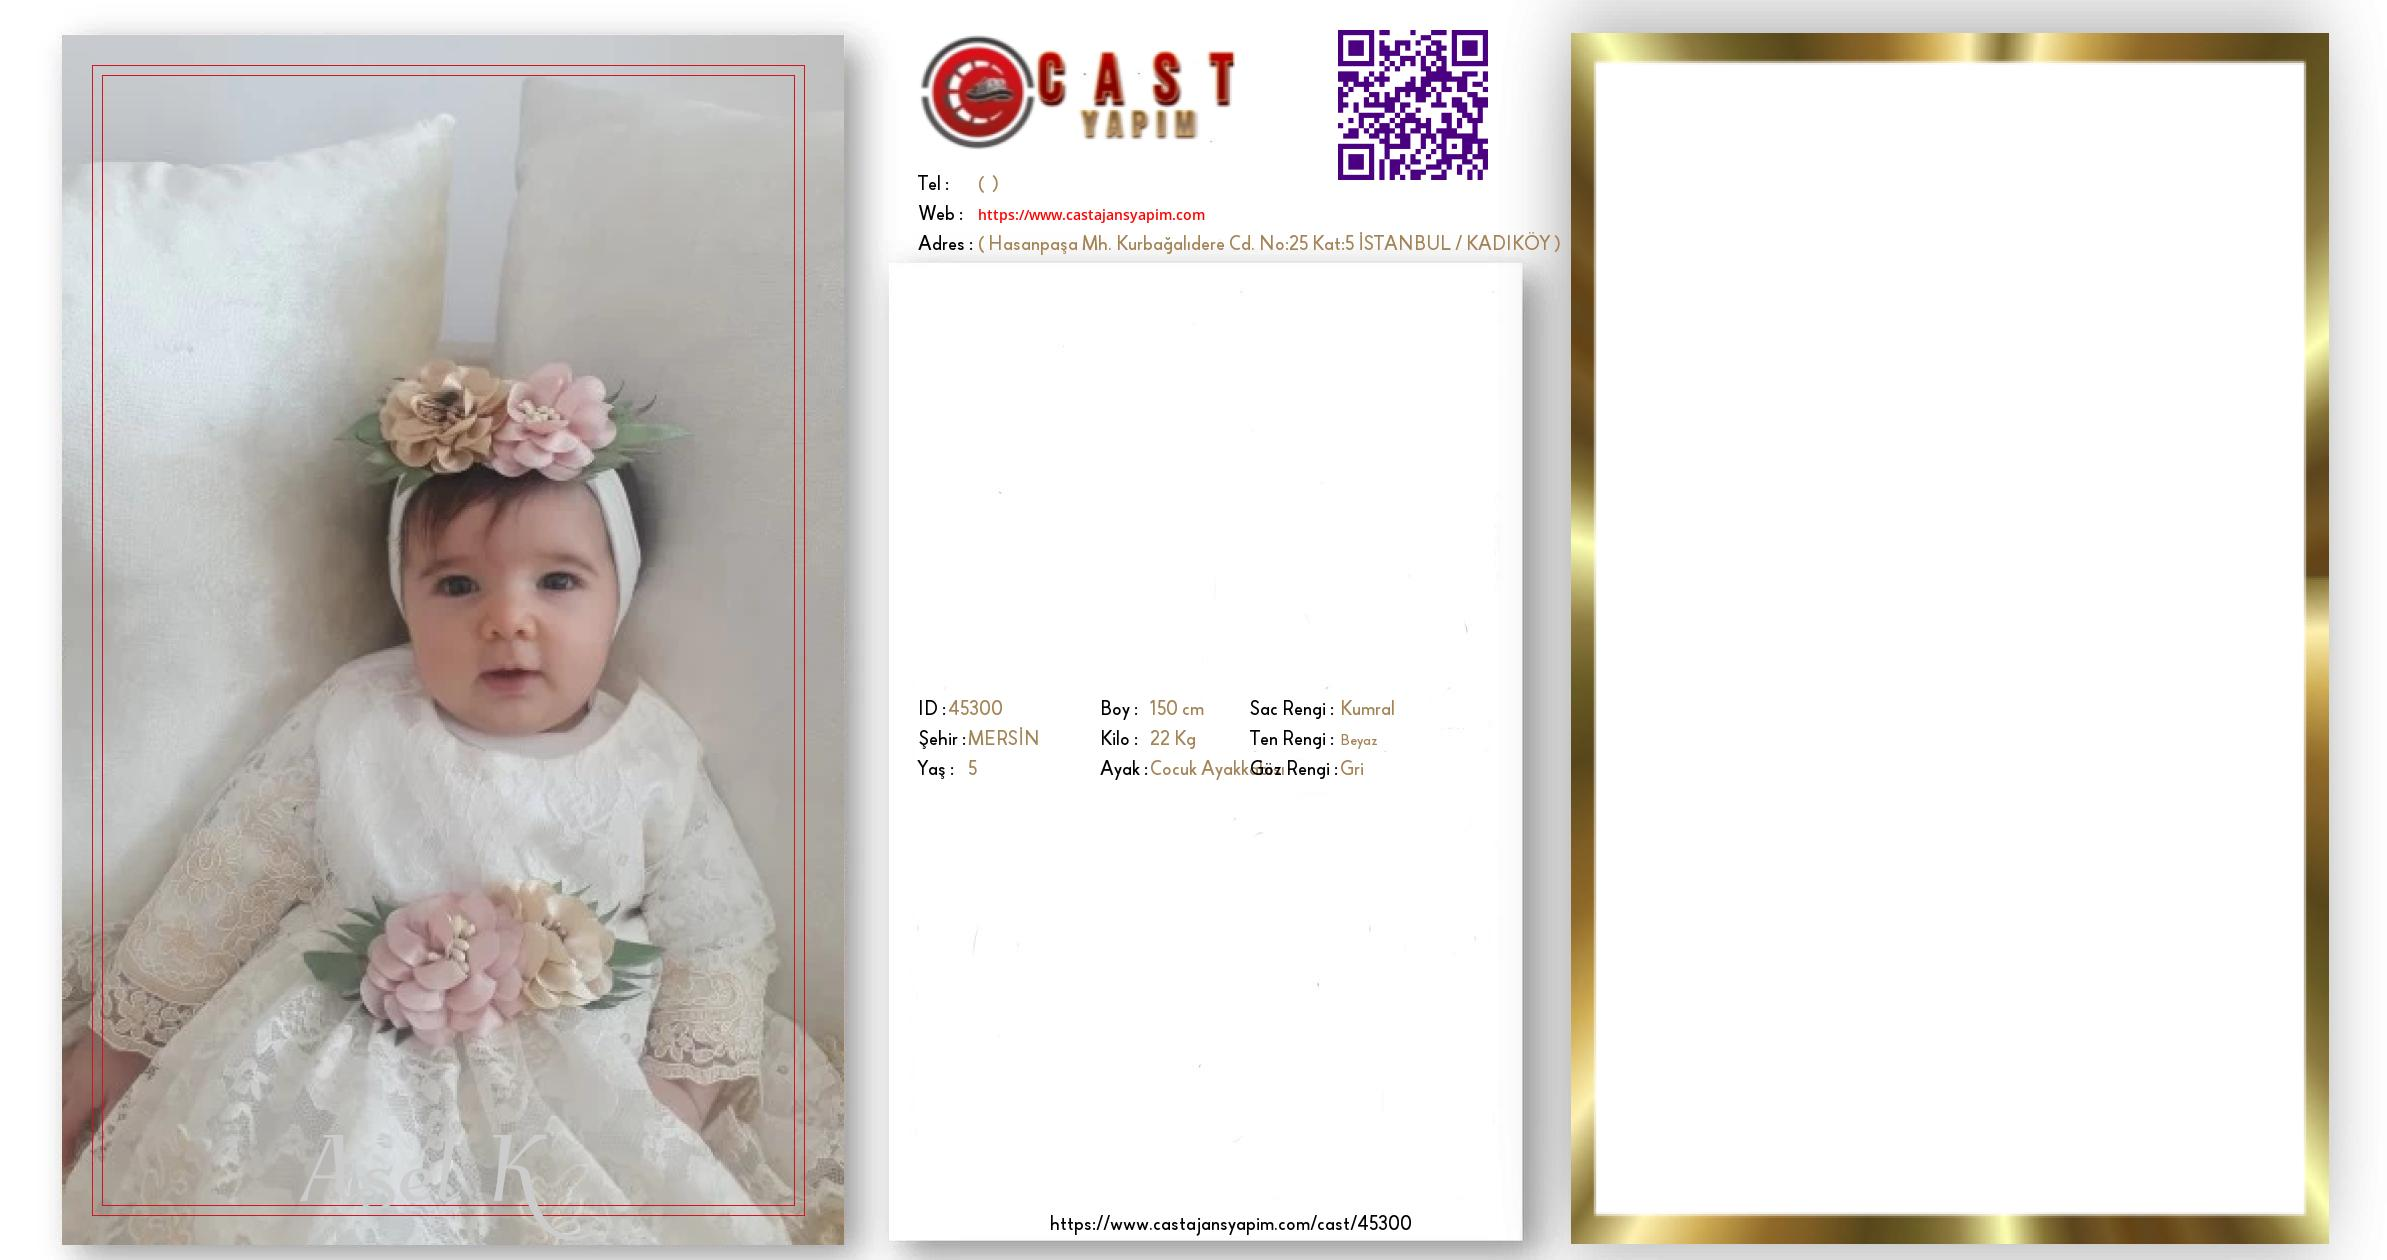 Asel K
CAST
YAPIM
Tel : ( )
Web : https://www.castajansyapim.com
Adres : ( Hasanpaşa Mh. Kurbağalıdere Cd. No:25 Kat:5 İSTANBUL / KADIKÖY )
ID : 45300 Boy : 150 cm Sac Rengi : Kumral
Şehir : MERSİN Kilo : 22 Kg Ten Rengi : Beyaz
Yaş : 5 Ayak : Cocuk Göz Rengi : Gri
https://www.castajansyapim.com/cast/45300